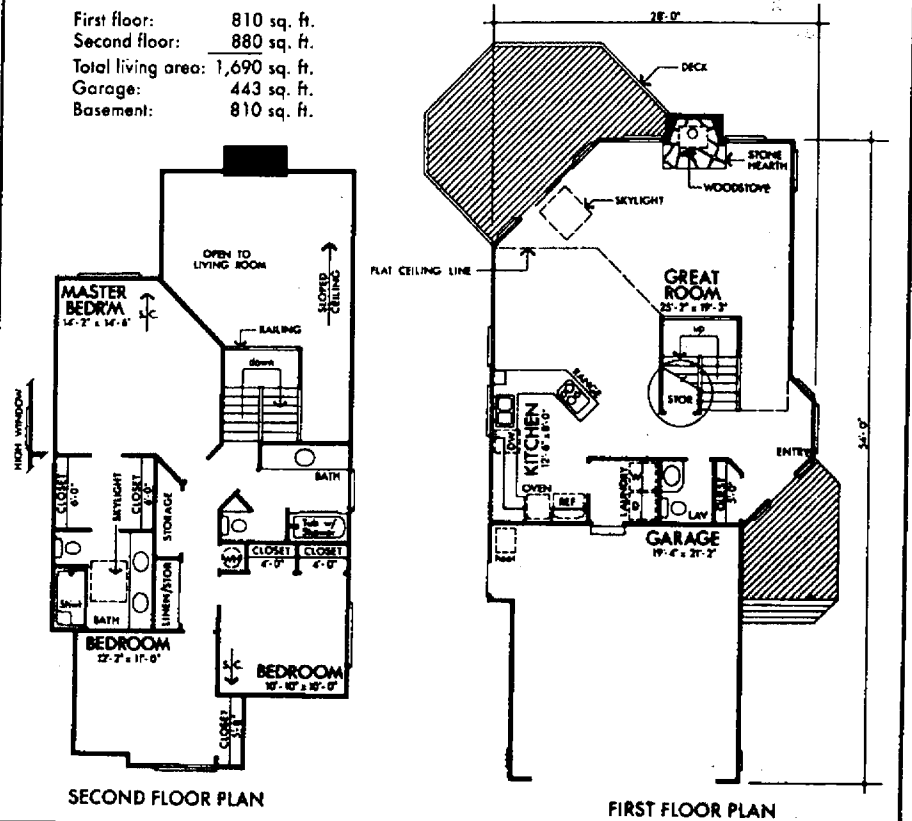 First floor: 810 sq. ft.
Second floor: 880 sq. ft.
Total living area: 1,690 sq. ft.
Garage: 443 sq. ft.
Basement: 810 sq. ft.
OPEN TO
LIVING ROOM
SLOPED
CEILING
MASTER
BEDR'M
14'-2" x 14'-6"
S.C.
RAILING
down
HIGH WINDOW
CLOSET
6'-0"
SKYLIGHT
CLOSET
6'-0"
STORAGE
BATH
Tub w/
Shower
CLOSET
4'-0"
CLOSET
4'-0"
LINEN/STOR
BATH
BEDROOM
12'-2" x 11'-0"
S.C.
BEDROOM
10'-10" x 10'-0"
CLOSET
5'-8"
SECOND FLOOR PLAN
28'-0"
DECK
STONE
HEARTH
WOODSTOVE
SKYLIGHT
FLAT CEILING LINE
GREAT
ROOM
25'-2" x 19'-3"
up
RANGE
STOR
KITCHEN
12'-6" x 8'-0"
DW
ENTRY
OVEN
REF
LAUNDRY
W
D
LAV
GUEST
3'-0"
GARAGE
19'-4" x 21'-2"
54'-0"
FIRST FLOOR PLAN